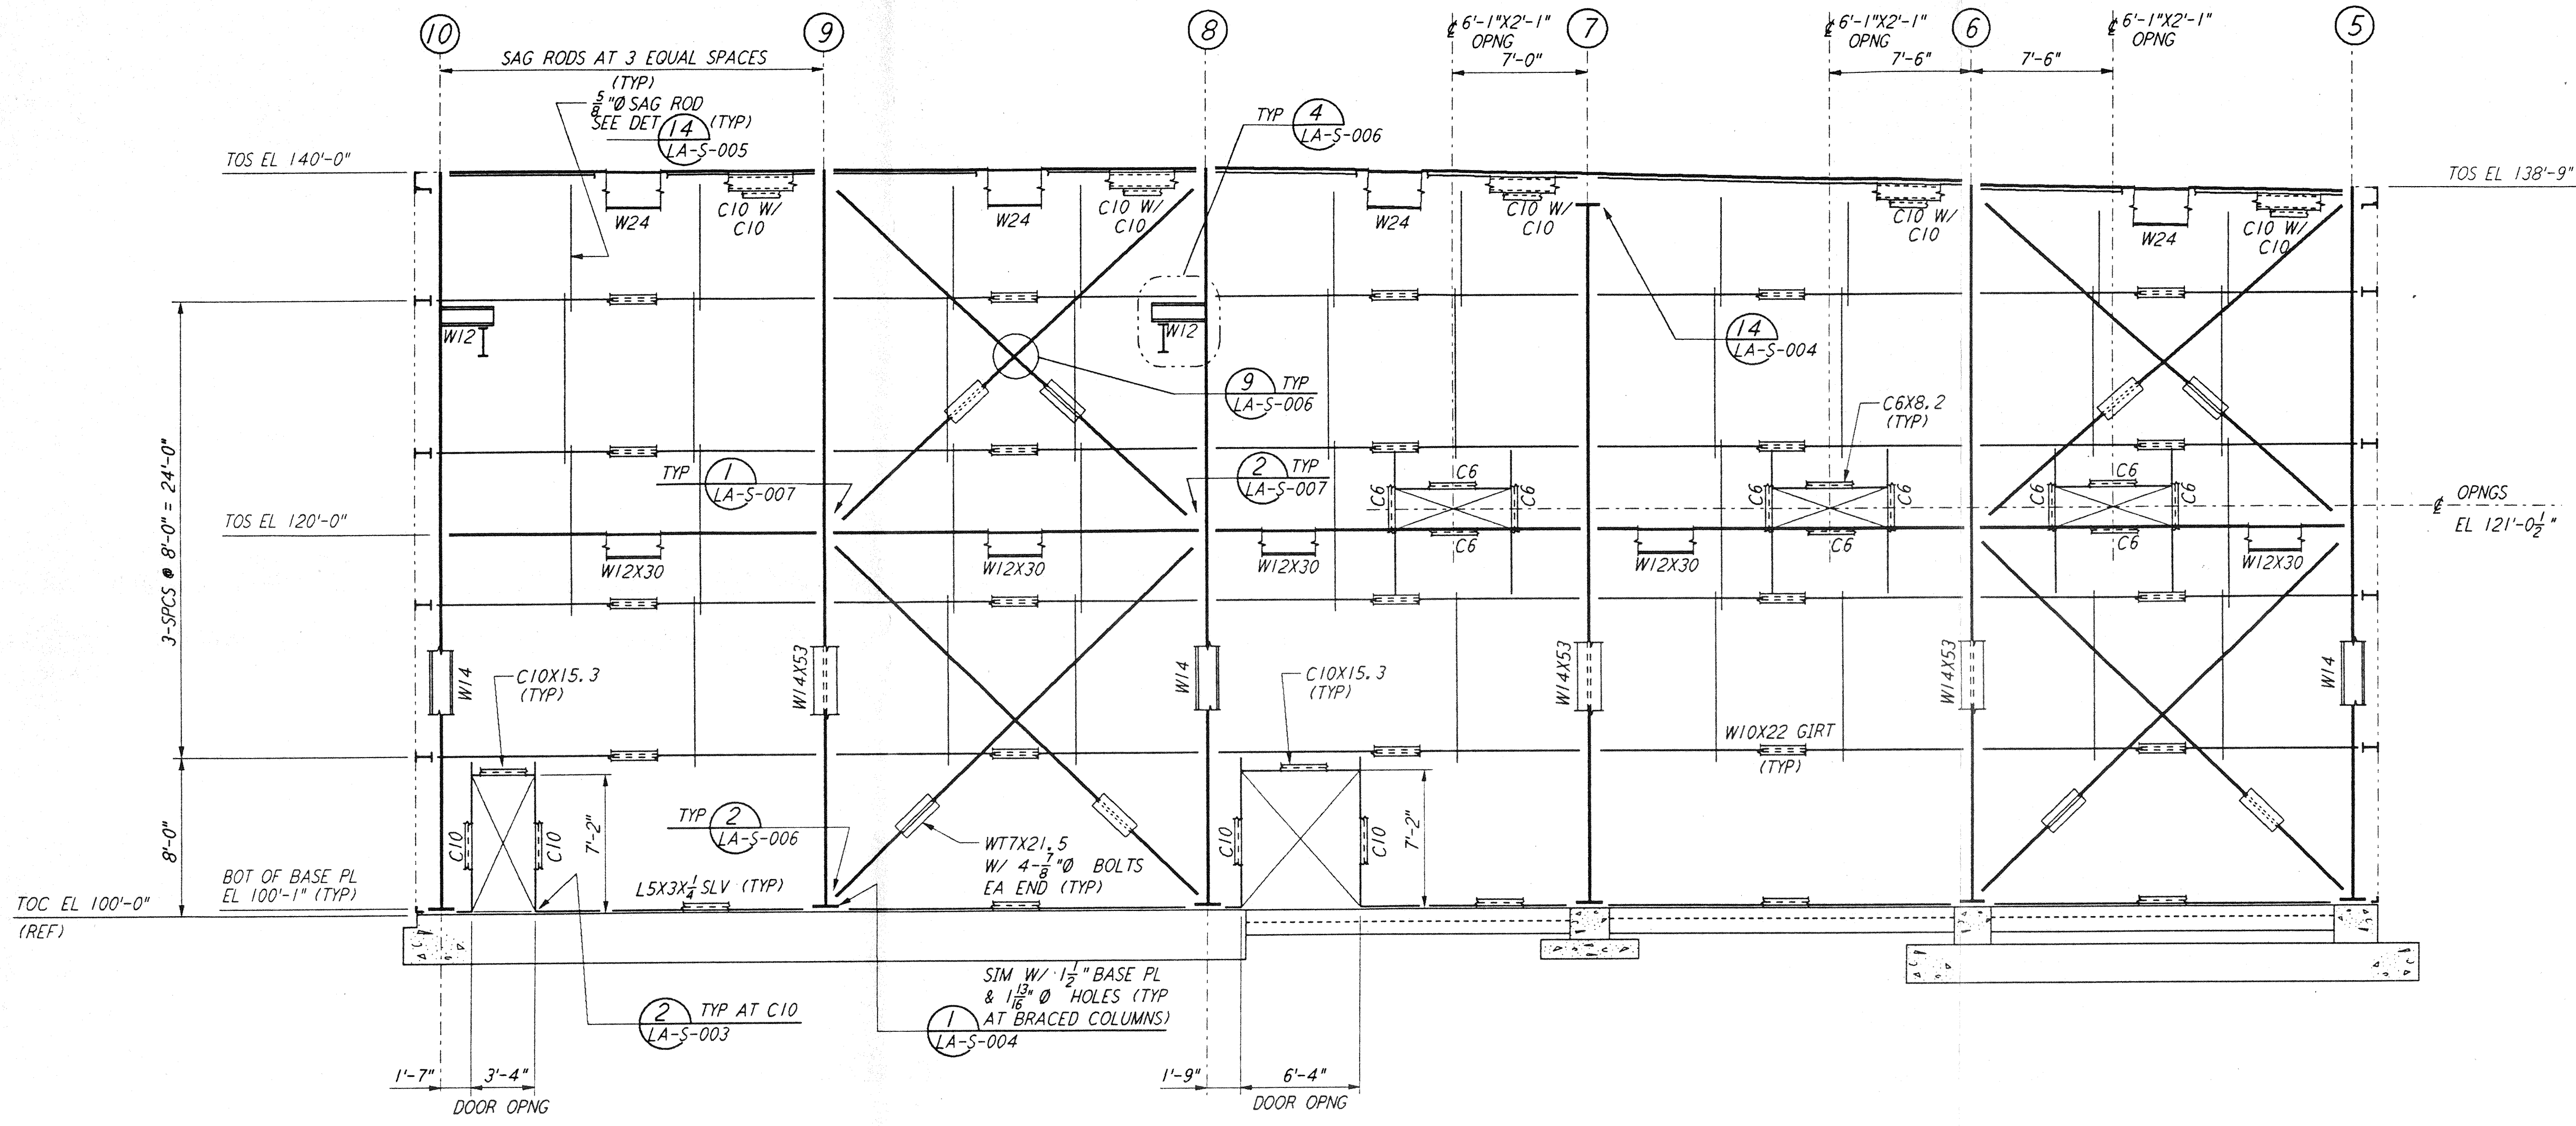 10
9
8
℄ 6'-1"X2'-1"
OPNG
7
℄ 6'-1"X2'-1"
OPNG
6
℄ 6'-1"X2'-1"
OPNG
5
SAG RODS AT 3 EQUAL SPACES
(TYP)
7'-0"
7'-6"
7'-6"
5/8"Ø SAG ROD
SEE DET 14 (TYP)
LA-S-005
TYP 4
LA-S-006
TOS EL 140'-0"
TOS EL 138'-9"
W24
C10 W/
C10
W24
C10 W/
C10
W24
C10 W/
C10
C10 W/
C10
W24
C10 W/
C10
W12
W12
14
LA-S-004
9 TYP
LA-S-006
C6X8.2
(TYP)
3-SPCS @ 8'-0" = 24'-0"
TYP 1
LA-S-007
2 TYP
LA-S-007
C6
C6
C6
C6
C6
C6
C6
C6
C6
C6
C6
C6
TOS EL 120'-0"
℄ OPNGS
EL 121'-0 1/2"
W12X30
W12X30
W12X30
W12X30
W12X30
W14
C10X15.3
(TYP)
W14X53
W14
C10X15.3
(TYP)
W14X53
W14X53
W14
W10X22 GIRT
(TYP)
8'-0"
C10
C10
7'-2"
TYP 2
LA-S-006
WT7X21.5
W/ 4-7/8"Ø BOLTS
EA END (TYP)
C10
C10
7'-2"
BOT OF BASE PL
EL 100'-1" (TYP)
L5X3X1/4 SLV (TYP)
TOC EL 100'-0"
(REF)
SIM W/ 1 1/2" BASE PL
& 1 13/16" Ø HOLES (TYP
AT BRACED COLUMNS)
1
LA-S-004
2 TYP AT C10
LA-S-003
1'-7"
3'-4"
DOOR OPNG
1'-9"
6'-4"
DOOR OPNG